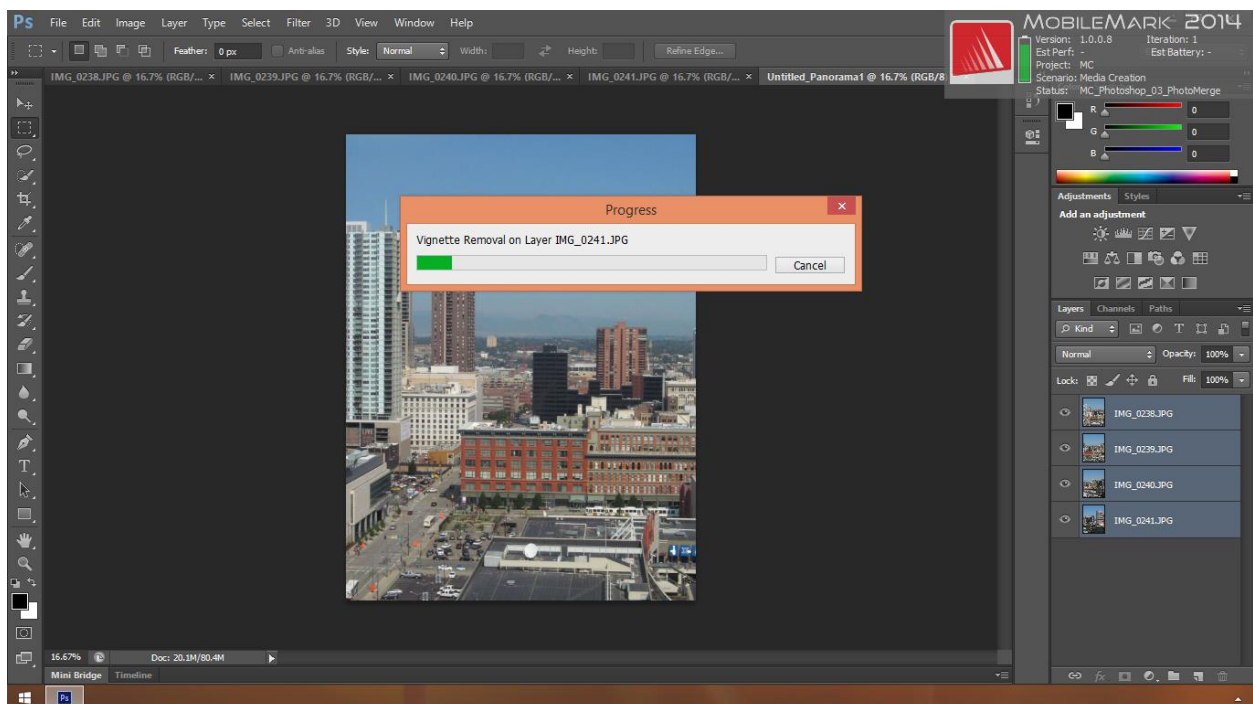 Ps File Edit Image Layer Type Select Filter 3D View Window Help
MOBILEMARK 2014
Version: 1.0.0.8 Iteration: 1
Est Perf: - Est Battery: -
Project: MC
Scenario: Media Creation
Status: MC_Photoshop_03_PhotoMerge
Feather: 0 px Anti-alias Style: Normal Width: Height: Refine Edge...
IMG_0238.JPG @ 16.7% (RGB/... × IMG_0239.JPG @ 16.7% (RGB/... × IMG_0240.JPG @ 16.7% (RGB/... × IMG_0241.JPG @ 16.7% (RGB/... × Untitled_Panorama1 @ 16.7% (RGB/8)
R 0
G 0
B 0
Adjustments Styles
Add an adjustment
Progress
Vignette Removal on Layer IMG_0241.JPG
Cancel
Layers Channels Paths
Kind
Normal Opacity: 100%
Lock: Fill: 100%
IMG_0238.JPG
IMG_0239.JPG
IMG_0240.JPG
IMG_0241.JPG
16.67% Doc: 20.1M/80.4M
Mini Bridge Timeline
fx
Ps